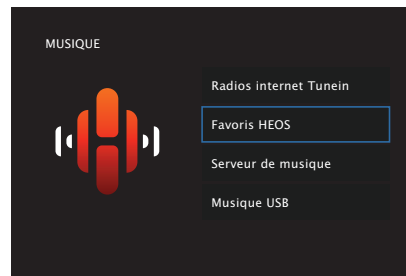 MUSIQUE
Radios internet Tunein
Favoris HEOS
Serveur de musique
Musique USB